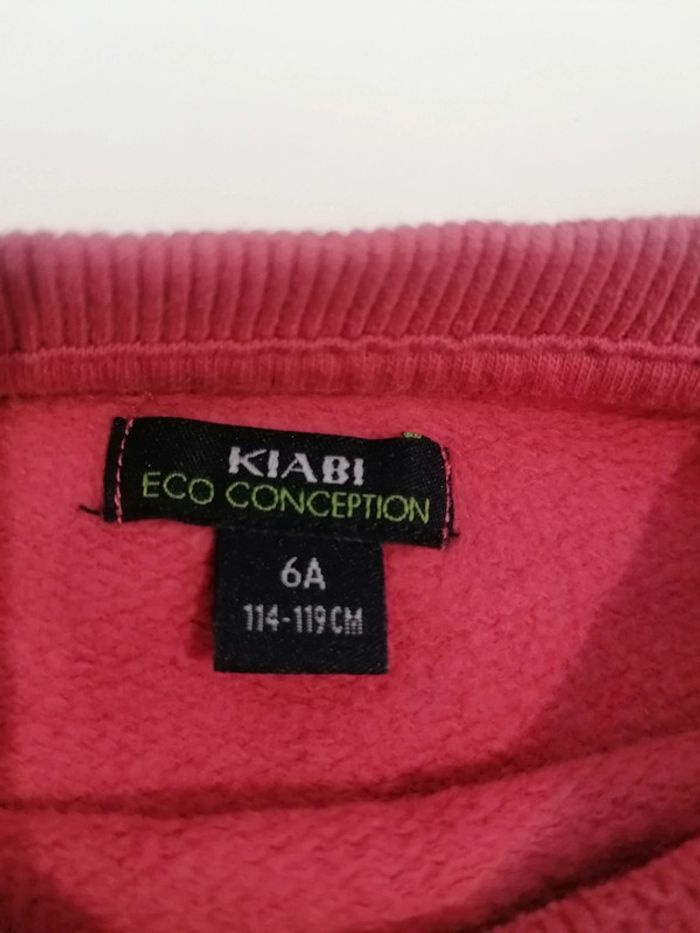 KIABI
ECO CONCEPTION
6A
114-119CM